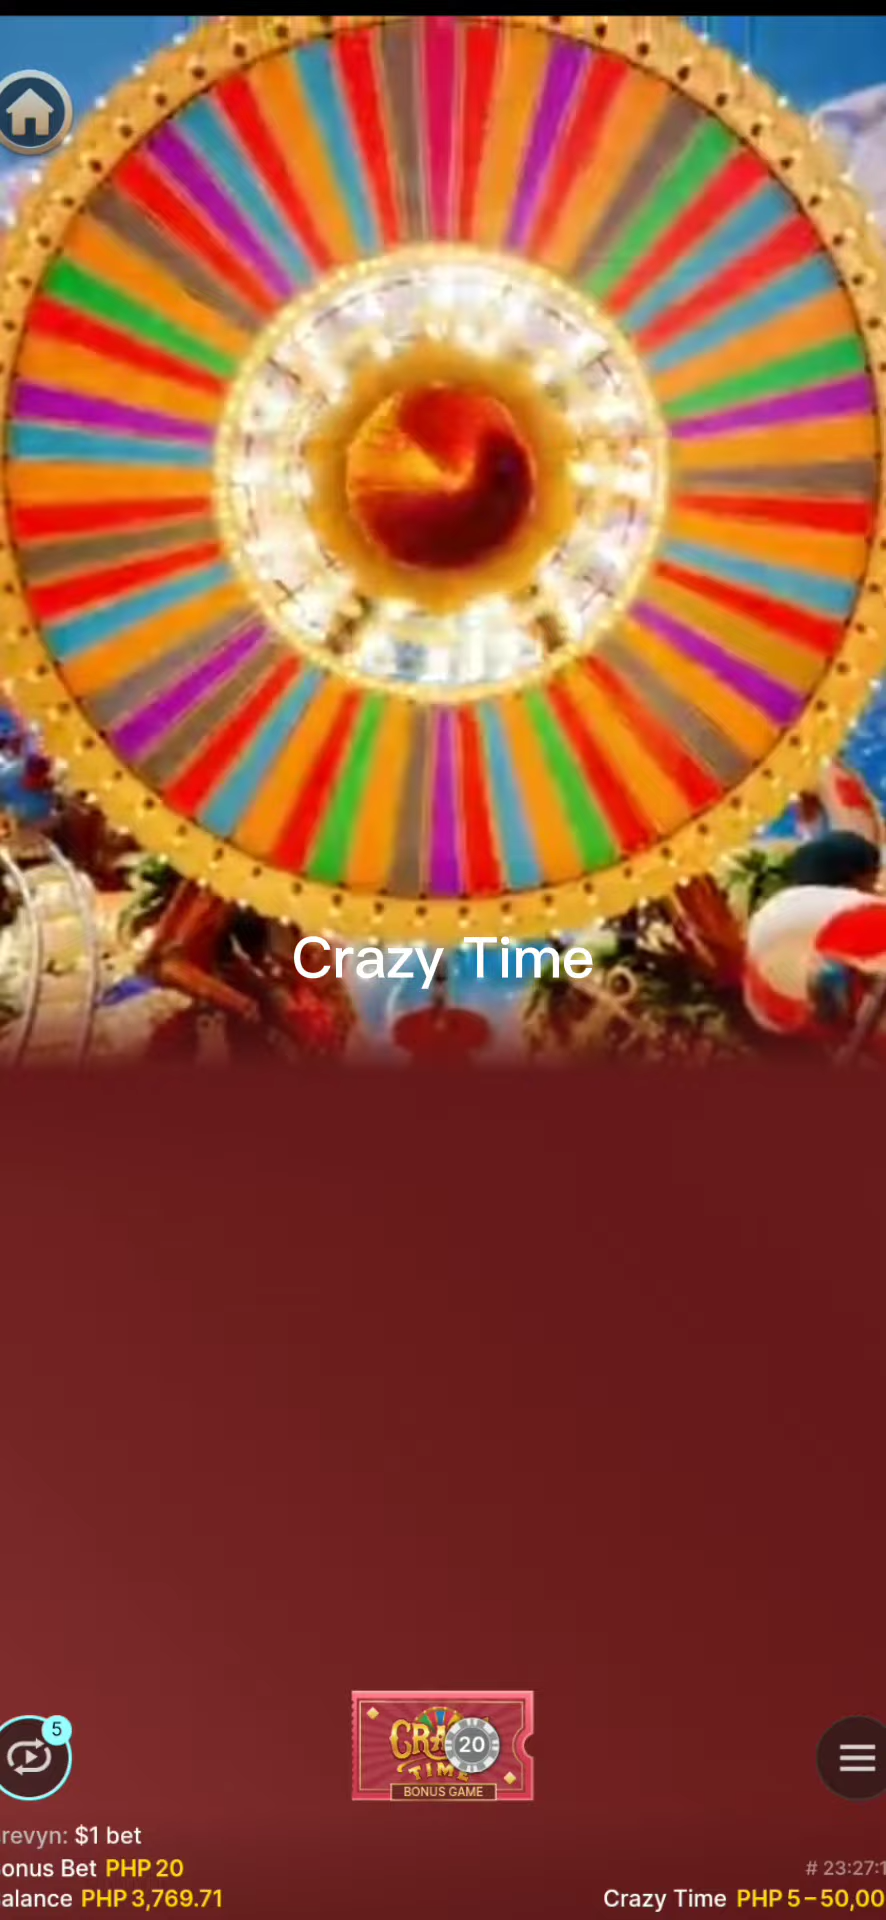 Crazy Time
5
CRAZY
20
TIME
BONUS GAME
revyn: $1 bet
onus Bet PHP 20
# 23:27:1
alance PHP 3,769.71
Crazy Time PHP 5-50,00